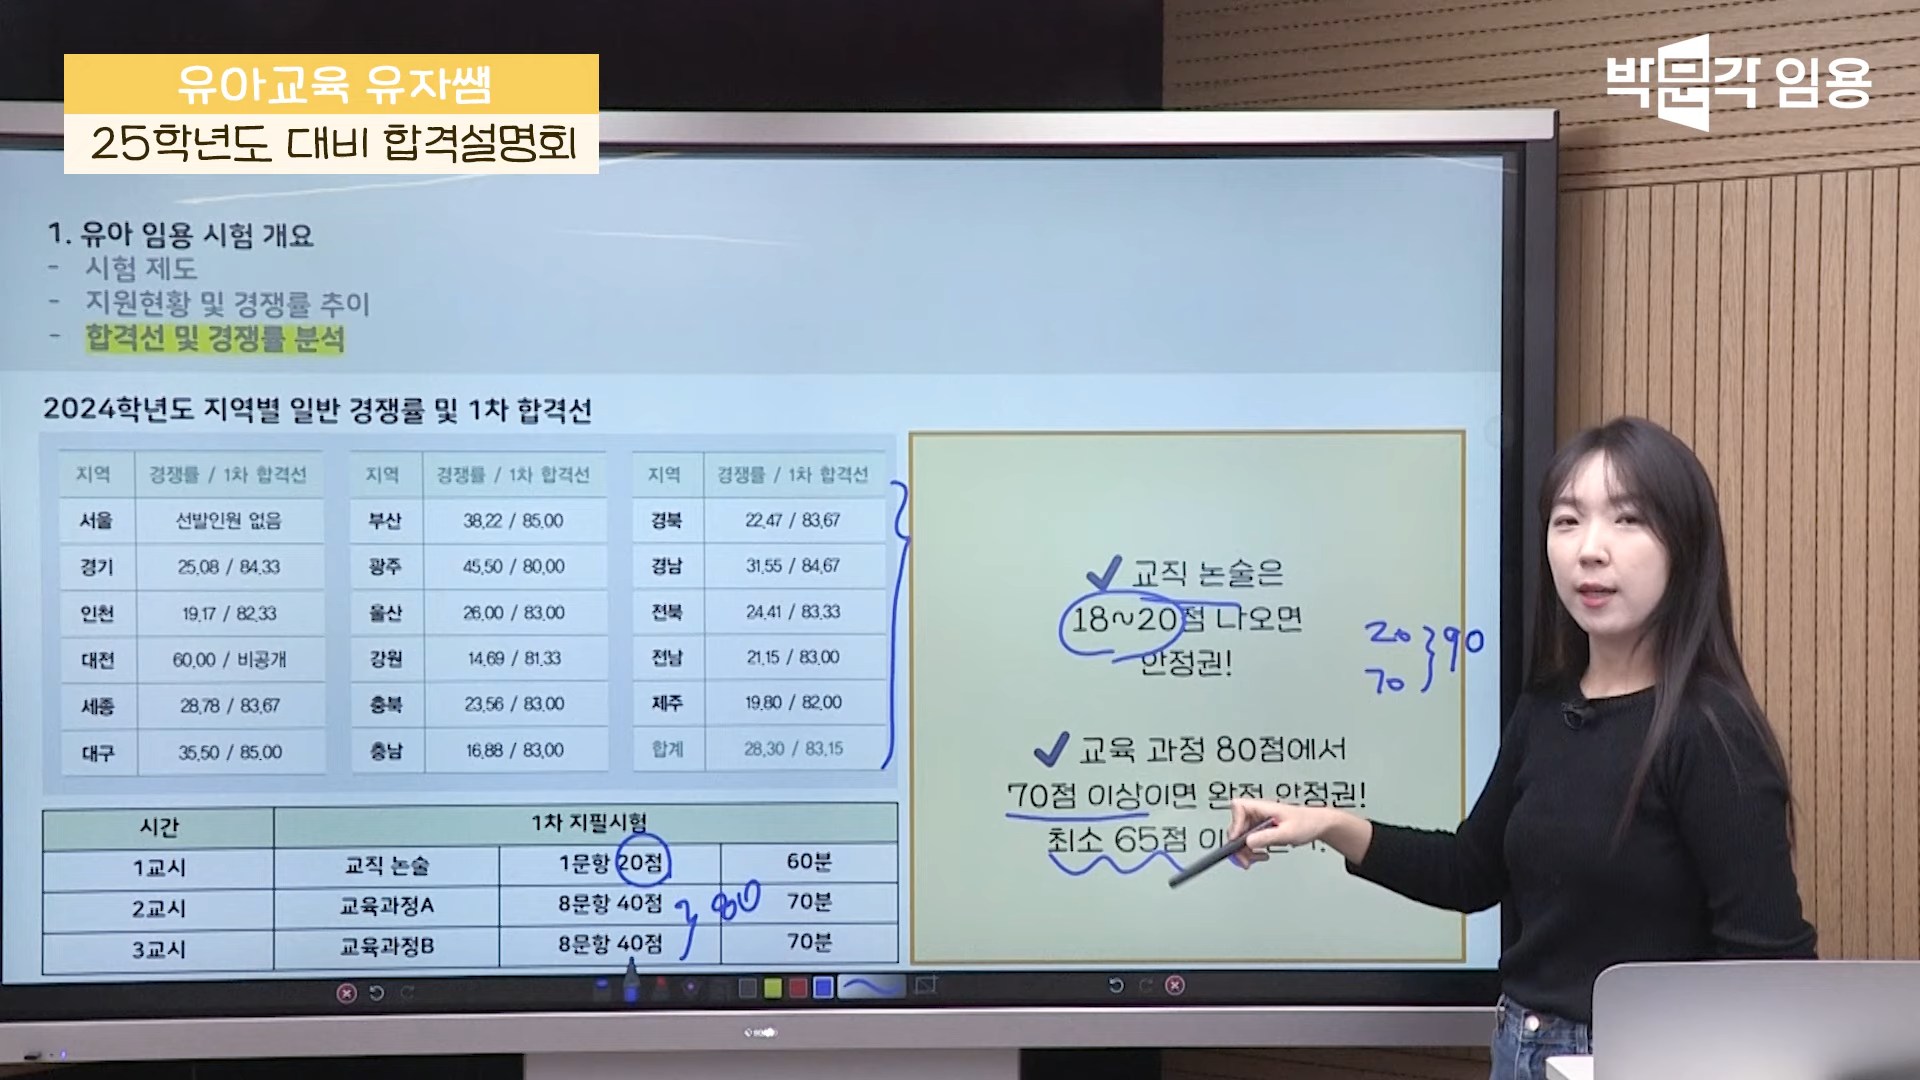 유아교육 유자쌤
25학년도 대비 합격설명회
박문각 임용
1. 유아 임용 시험 개요
- 시험 제도
- 지원현황 및 경쟁률 추이
- 합격선 및 경쟁률 분석
2024학년도 지역별 일반 경쟁률 및 1차 합격선
지역 경쟁률 / 1차 합격선 지역 경쟁률 / 1차 합격선 지역 경쟁률 / 1차 합격선
서울 선발인원 없음 부산 38.22 / 85.00 경북 22.47 / 83.67
경기 25.08 / 84.33 광주 45.50 / 80.00 경남 31.55 / 84.67
인천 19.17 / 82.33 울산 26.00 / 83.00 전북 24.41 / 83.33
대전 60.00 / 비공개 강원 14.69 / 81.33 전남 21.15 / 83.00
세종 28.78 / 83.67 충북 23.56 / 83.00 제주 19.80 / 82.00
대구 35.50 / 85.00 충남 16.88 / 83.00 합계 28.30 / 83.15
시간 1차 지필시험
1교시 교직 논술 1문항 20점 60분
2교시 교육과정A 8문항 40점 70분
3교시 교육과정B 8문항 40점 70분
80
교직 논술은
18~20점 나오면
안정권!
20
70
90
교육 과정 80점에서
70점 이상이면 완전 안정권!
최소 65점